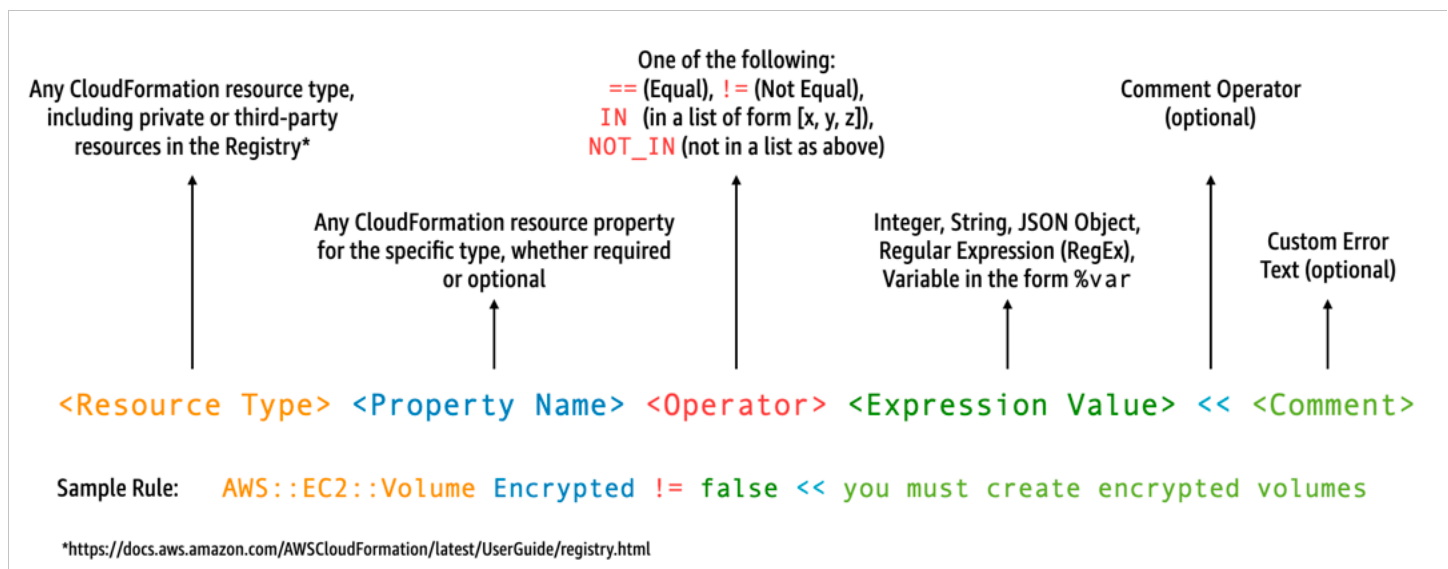 Any CloudFormation resource type,
including private or third-party
resources in the Registry*
One of the following:
== (Equal), != (Not Equal),
IN (in a list of form [x, y, z]),
NOT_IN (not in a list as above)
Comment Operator
(optional)
Any CloudFormation resource property
for the specific type, whether required
or optional
Integer, String, JSON Object,
Regular Expression (RegEx),
Variable in the form %var
Custom Error
Text (optional)
<Resource Type> <Property Name> <Operator> <Expression Value> << <Comment>
Sample Rule: AWS::EC2::Volume Encrypted != false << you must create encrypted volumes
*https://docs.aws.amazon.com/AWSCloudFormation/latest/UserGuide/registry.html